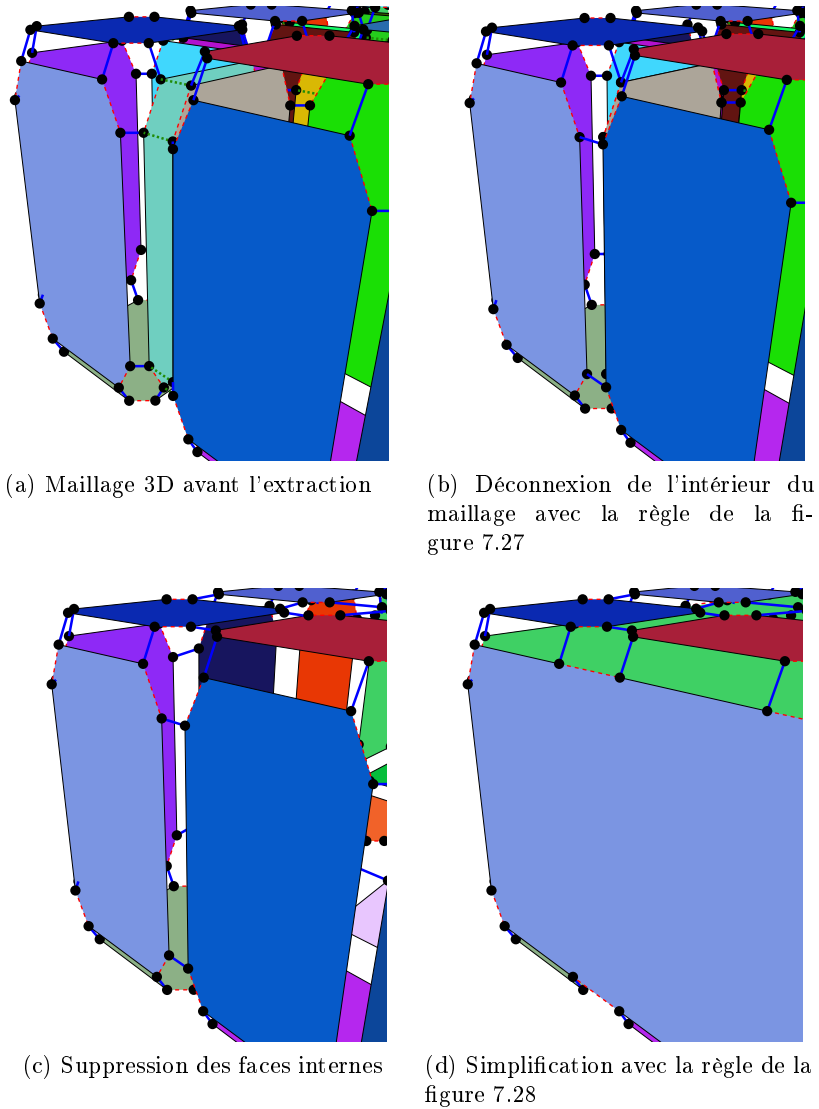 (a) Maillage 3D avant l'extraction
(b) Déconnexion de l'intérieur du
maillage avec la règle de la fi-
gure 7.27
(c) Suppression des faces internes
(d) Simplification avec la règle de la
figure 7.28